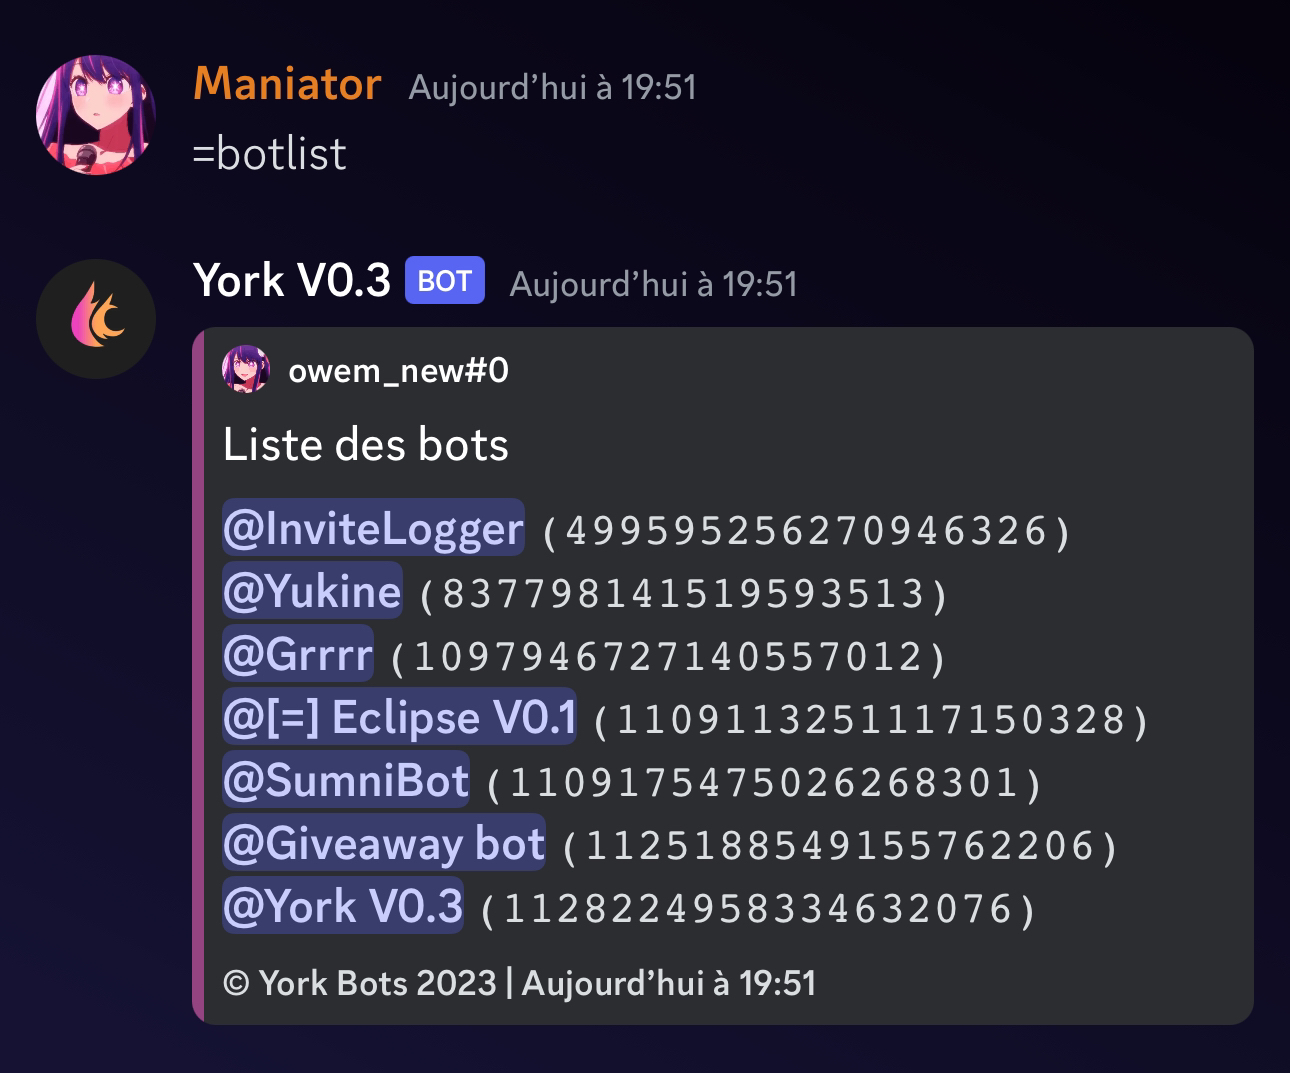 Maniator Aujourd’hui à 19:51
=botlist
York V0.3 BOT Aujourd’hui à 19:51
owem_new#0
Liste des bots
@InviteLogger (499595256270946326)
@Yukine (837798141519593513)
@Grrrr (1097946727140557012)
@[=] Eclipse V0.1 (1109113251117150328)
@SumniBot (1109175475026268301)
@Giveaway bot (1125188549155762206)
@York V0.3 (1128224958334632076)
© York Bots 2023 | Aujourd’hui à 19:51